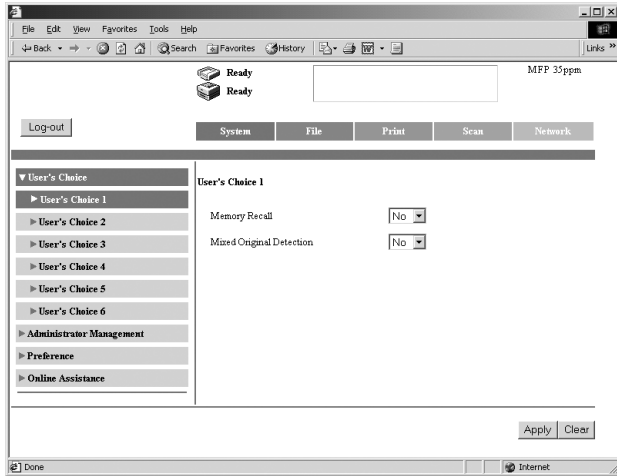 File Edit View Favorites Tools Help
Back Search Favorites History Links »
Ready
MFP 35ppm
Ready
Log-out
System File Print Scan Network
User's Choice
User's Choice 1
User's Choice 2
User's Choice 3
User's Choice 4
User's Choice 5
User's Choice 6
Administrator Management
Preference
Online Assistance
User's Choice 1
Memory Recall No
Mixed Original Detection No
Apply Clear
Done Internet